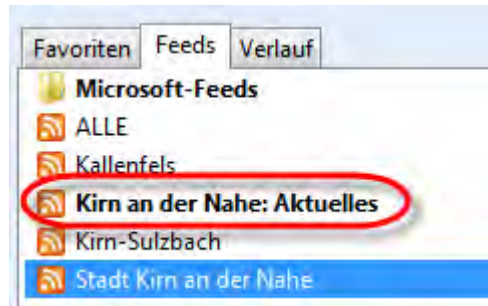 Favoriten Feeds Verlauf
Microsoft-Feeds
ALLE
Kallenfels
Kirn an der Nahe: Aktuelles
Kirn-Sulzbach
Stadt Kirn an der Nahe